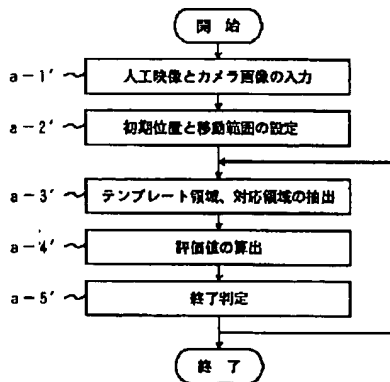 開 始
a-1′ 人工映像とカメラ画像の入力
a-2′ 初期位置と移動範囲の設定
a-3′ テンプレート領域、対応領域の抽出
a-4′ 評価値の算出
a-5′ 終了判定
終 了